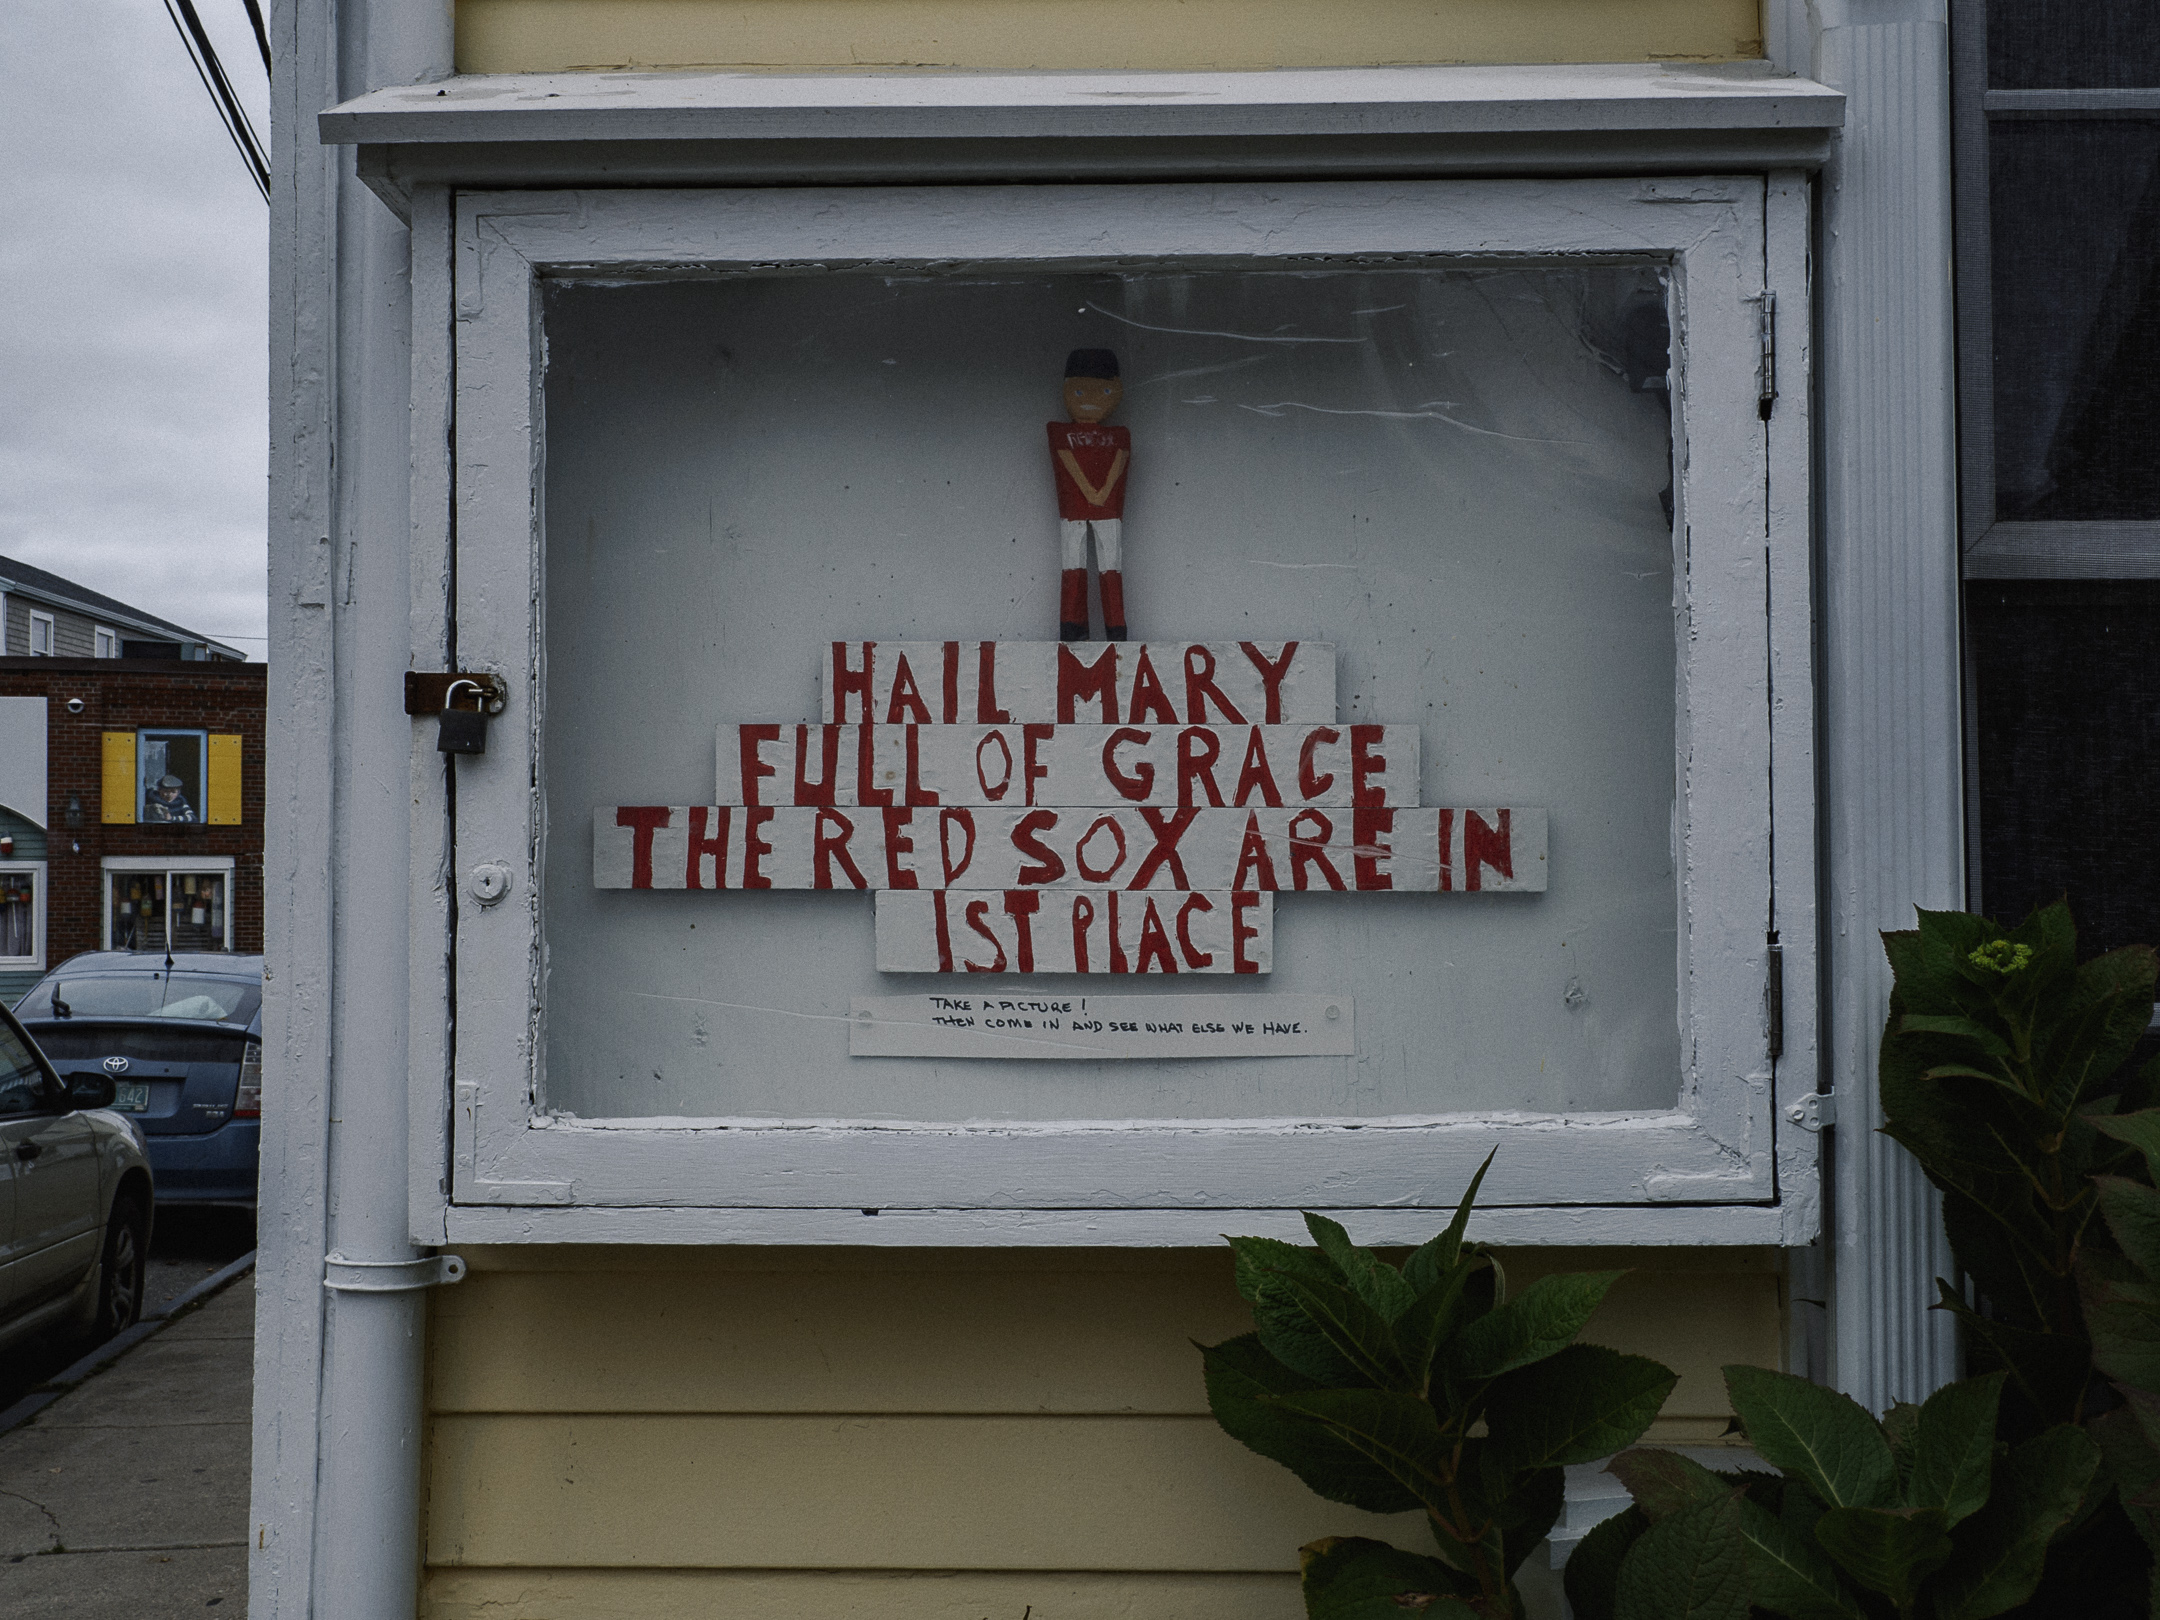 HAIL MARY
FULL OF GRACE
THE RED SOX ARE IN
1ST PLACE
TAKE A PICTURE!
THEN COME IN AND SEE WHAT ELSE WE HAVE.